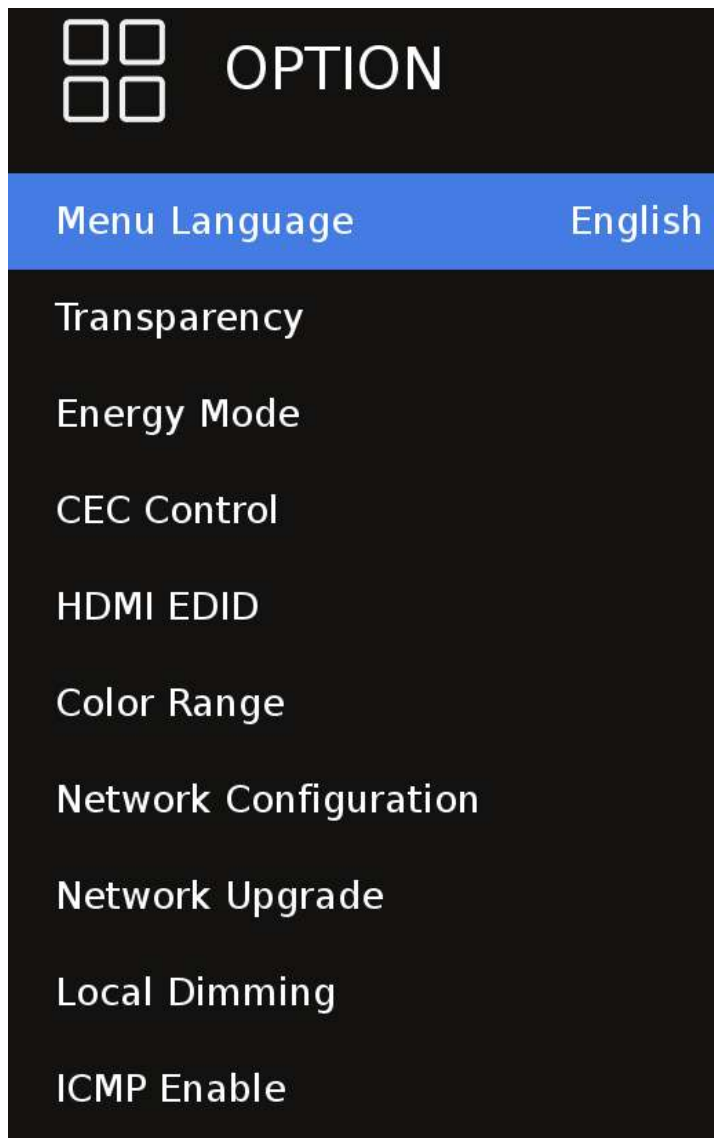 OPTION
Menu Language English
Transparency
Energy Mode
CEC Control
HDMI EDID
Color Range
Network Configuration
Network Upgrade
Local Dimming
ICMP Enable